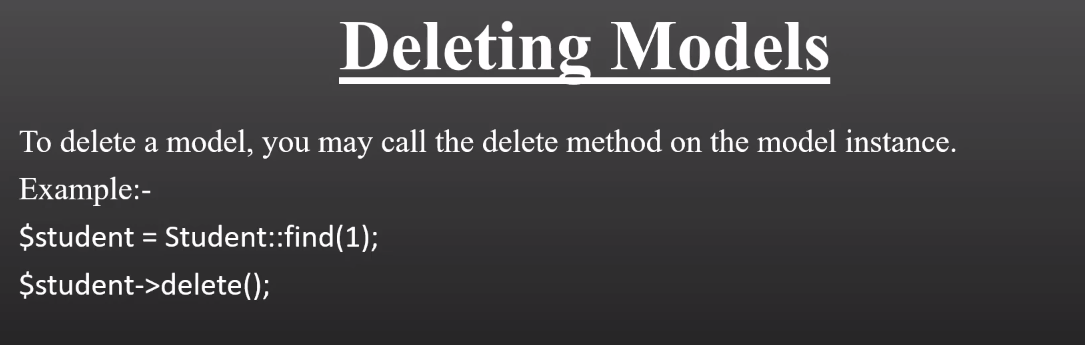 Deleting Models
To delete a model, you may call the delete method on the model instance.
Example:-
$student = Student::find(1);
$student->delete();